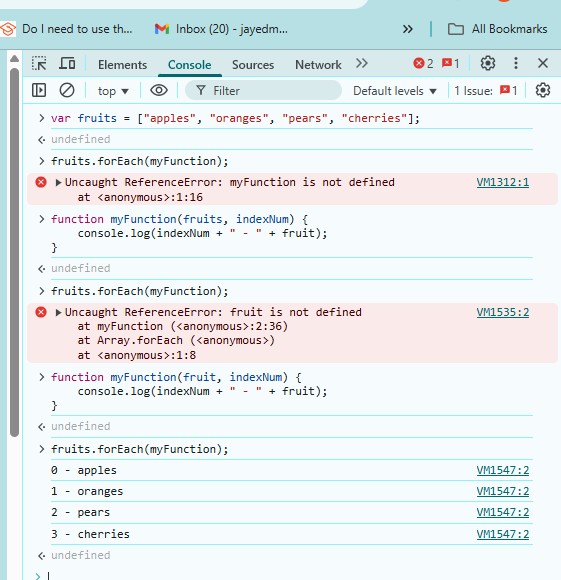 Do I need to use th...
Inbox (20) - jayedm...
»
All Bookmarks
Elements
Console
Sources
Network
»
2
1
top
Filter
Default levels
1 Issue:
1
> var fruits = ["apples", "oranges", "pears", "cherries"];
undefined
> fruits.forEach(myFunction);
Uncaught ReferenceError: myFunction is not defined VM1312:1
at <anonymous>:1:16
> function myFunction(fruits, indexNum) {
console.log(indexNum + " - " + fruit);
}
undefined
> fruits.forEach(myFunction);
Uncaught ReferenceError: fruit is not defined VM1535:2
at myFunction (<anonymous>:2:36)
at Array.forEach (<anonymous>)
at <anonymous>:1:8
> function myFunction(fruit, indexNum) {
console.log(indexNum + " - " + fruit);
}
undefined
> fruits.forEach(myFunction);
0 - apples VM1547:2
1 - oranges VM1547:2
2 - pears VM1547:2
3 - cherries VM1547:2
undefined
>